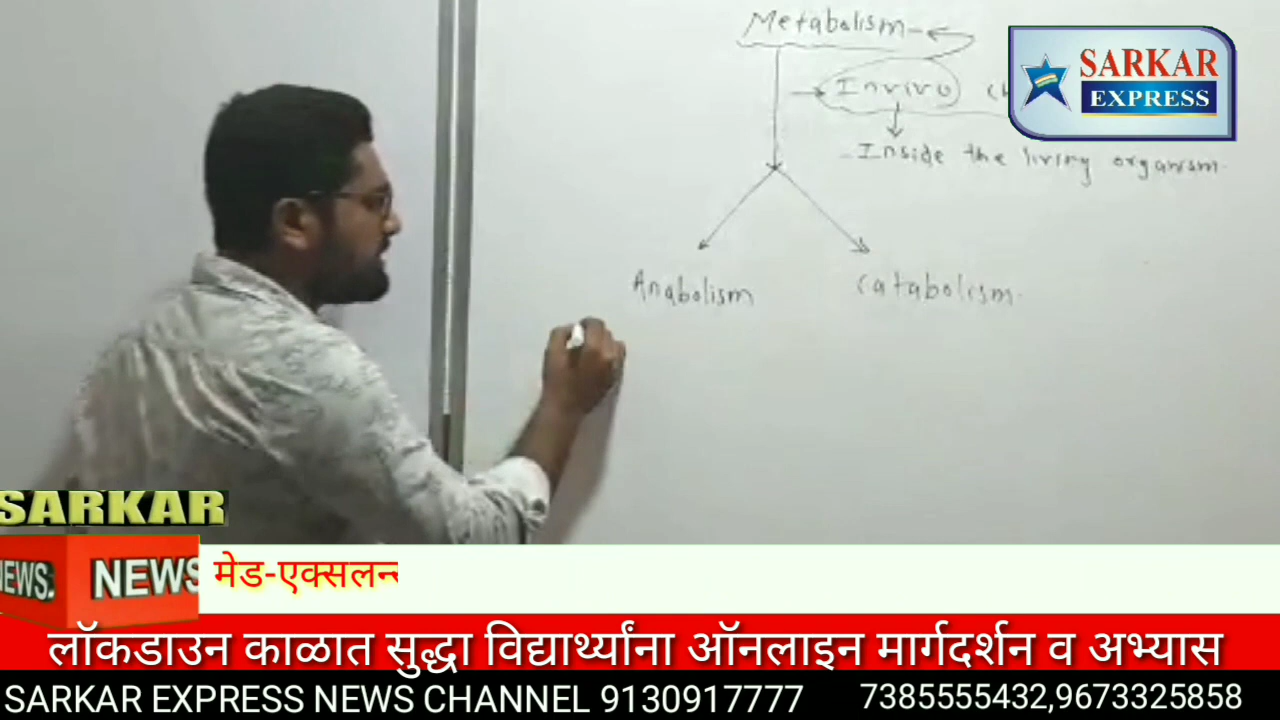 Metabolism
Invivo
Inside the living organism.
Anabolism
Catabolism.
SARKAR
EXPRESS
SARKAR
NEWS. NEWS
मेड-एक्सलन्स
लॉकडाउन काळात सुद्धा विद्यार्थ्यांना ऑनलाइन मार्गदर्शन व अभ्यास
SARKAR EXPRESS NEWS CHANNEL 9130917777 7385555432,9673325858